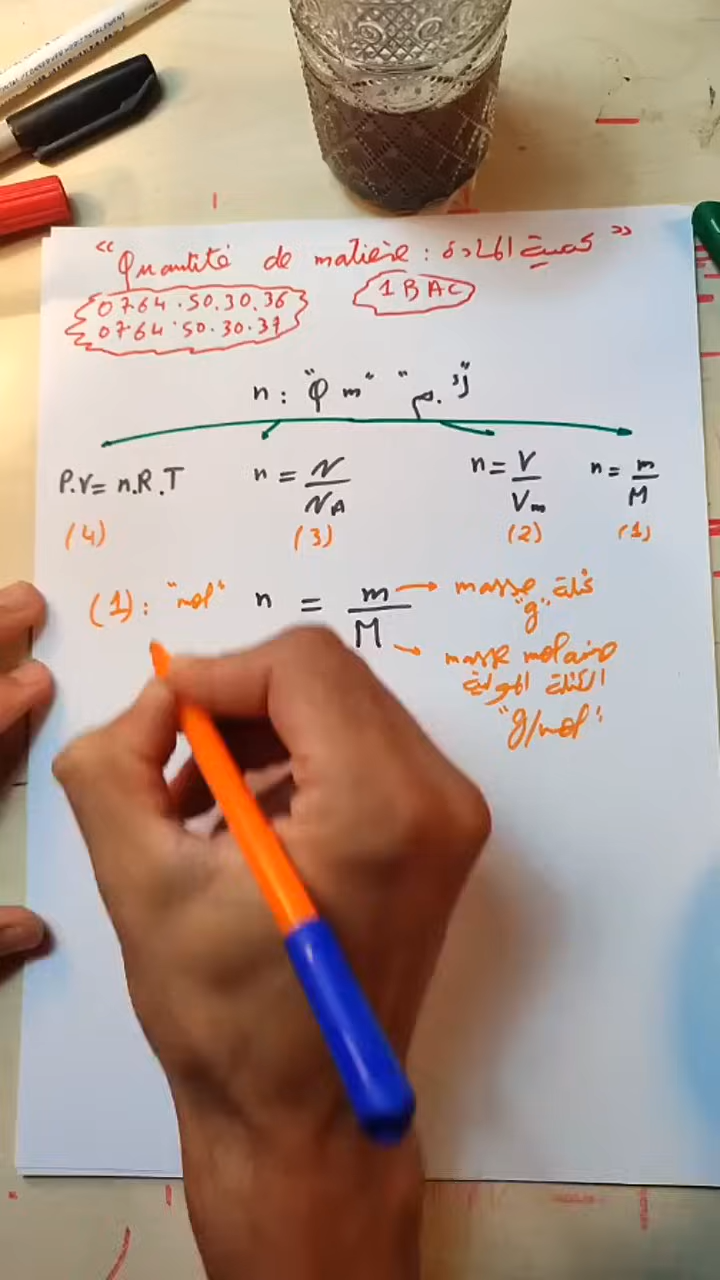 "Quantité de matière : كمية المادة"
0764.50.30.36
0764.50.30.37
1BAC
n : "Q m" "ك.م"
P.V = n.R.T
n = N/NA
n = V/Vm
n = m/M
(4)
(3)
(2)
(1)
(1) : "mol" n = m/M
masse كتلة
"g"
masse molaire
الكتلة المولية
"g/mol"